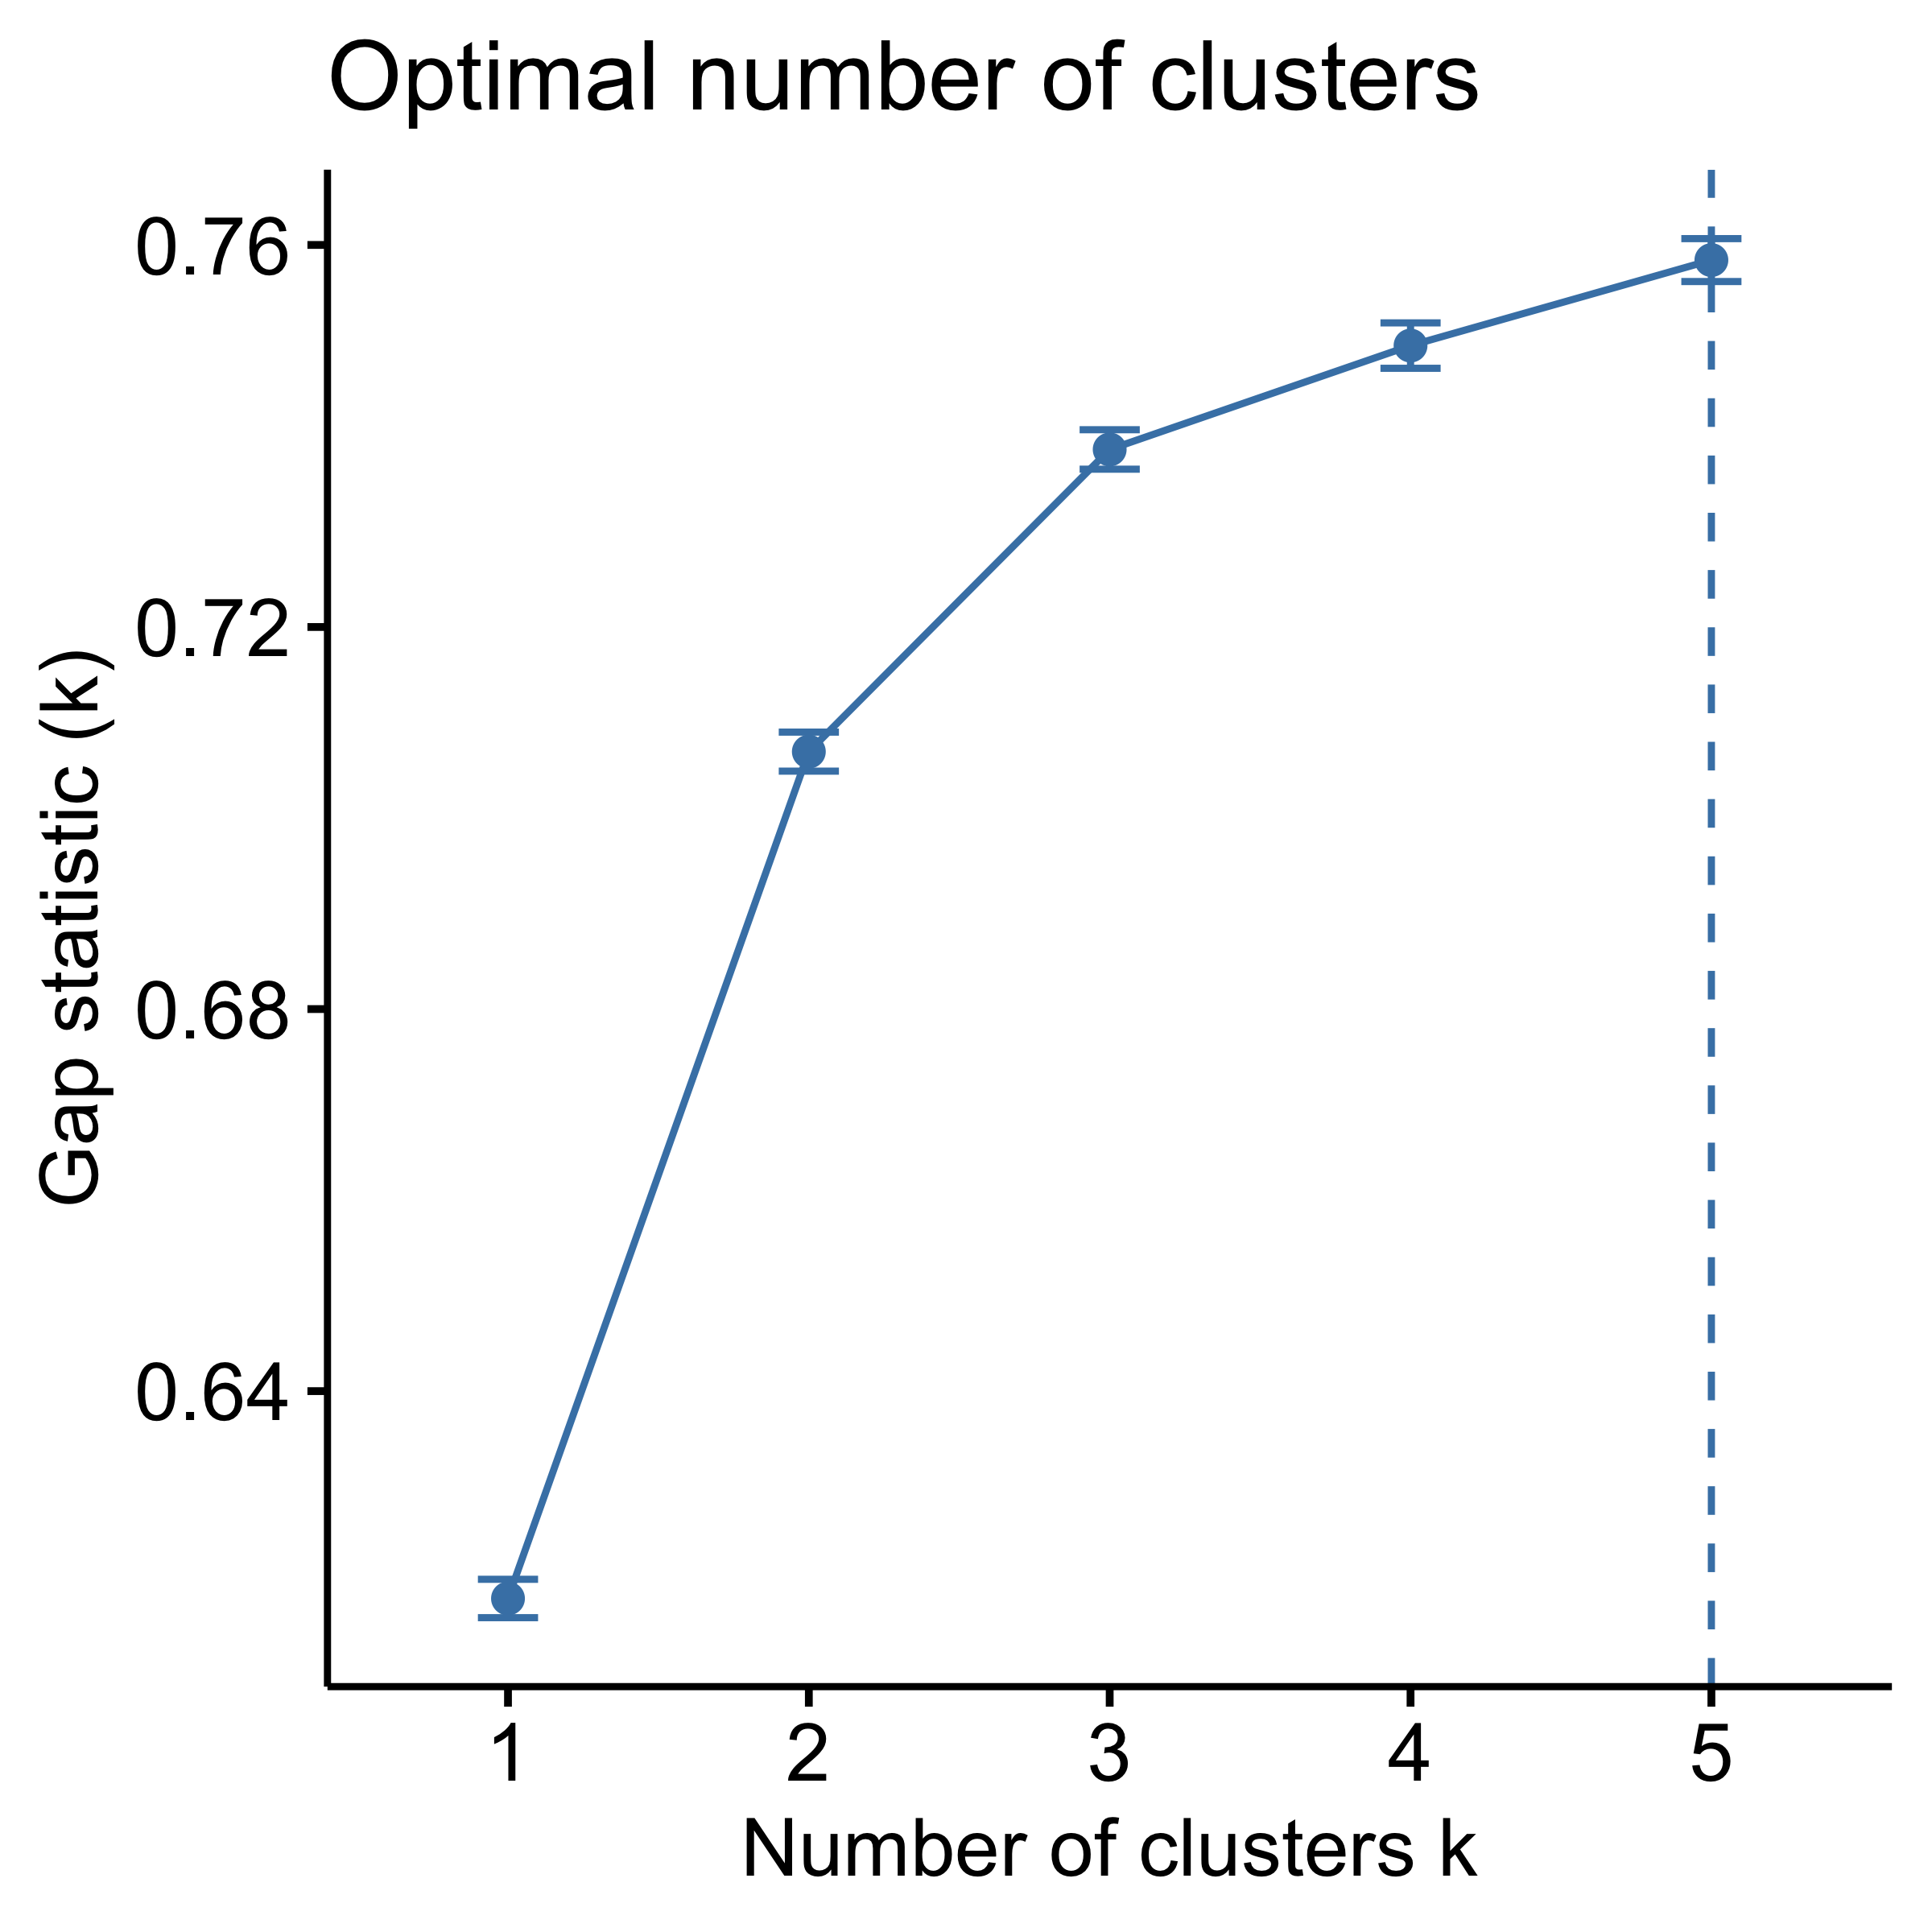 Optimal number of clusters
0.76
0.72
0.68
0.64
Gap statistic (k)
1 2 3 4 5
Number of clusters k